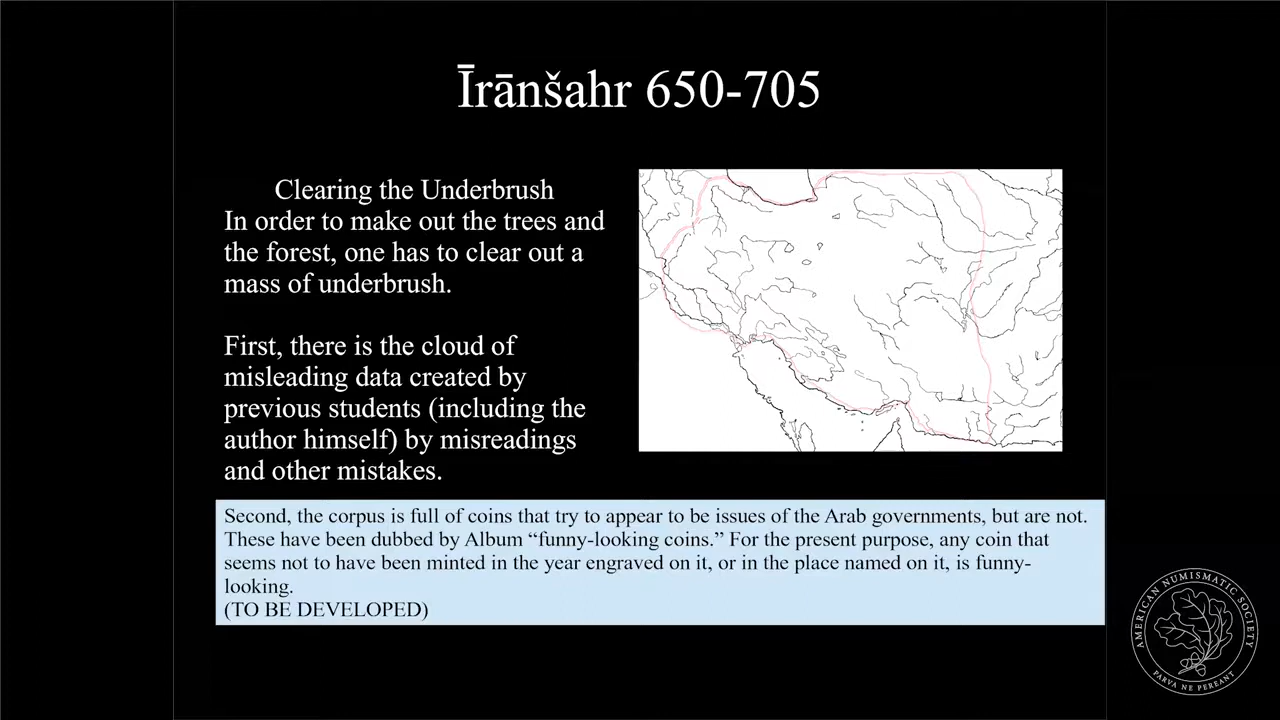 Īrānšahr 650-705
Clearing the Underbrush
In order to make out the trees and
the forest, one has to clear out a
mass of underbrush.
First, there is the cloud of
misleading data created by
previous students (including the
author himself) by misreadings
and other mistakes.
Second, the corpus is full of coins that try to appear to be issues of the Arab governments, but are not.
These have been dubbed by Album “funny-looking coins.” For the present purpose, any coin that
seems not to have been minted in the year engraved on it, or in the place named on it, is funny-
looking.
(TO BE DEVELOPED)
AMERICAN NUMISMATIC SOCIETY
PARVA NE PEREANT